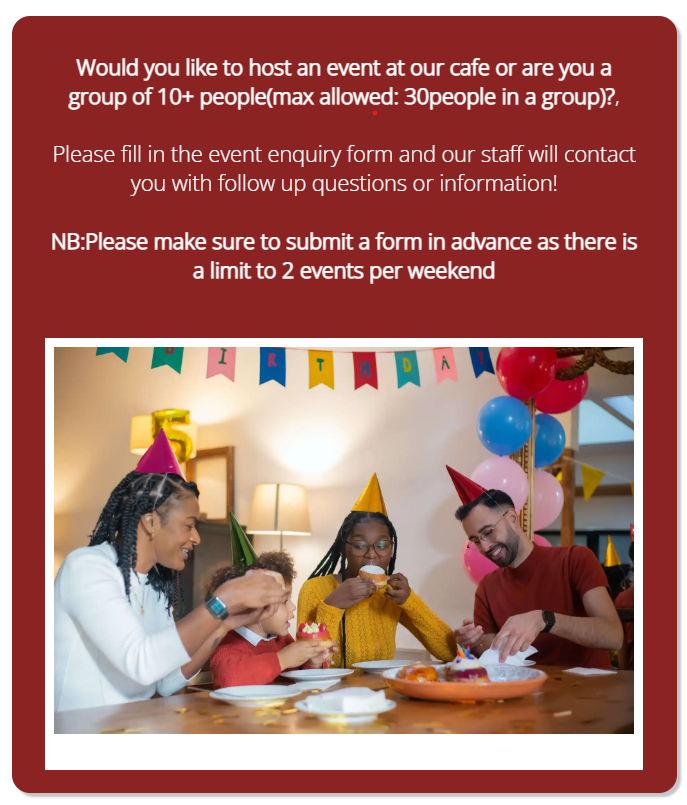 Would you like to host an event at our cafe or are you a
group of 10+ people(max allowed: 30people in a group)?,
Please fill in the event enquiry form and our staff will contact
you with follow up questions or information!
NB:Please make sure to submit a form in advance as there is
a limit to 2 events per weekend
B I R T H D A T
5